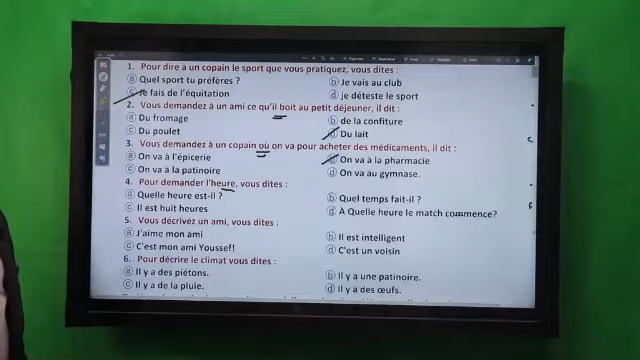 1. Pour dire à un copain le sport que vous pratiquez, vous dites :
ⓐ Quel sport tu préfères ? ⓑ Je vais au club
ⓒ Je fais de l'équitation ⓓ je déteste le sport
2. Vous demandez à un ami ce qu'il boit au petit déjeuner, il dit :
ⓐ Du fromage ⓑ de la confiture
ⓒ Du poulet ⓓ Du lait
3. Vous demandez à un copain où on va pour acheter des médicaments, il dit :
ⓐ On va à l'épicerie ⓑ On va à la pharmacie
ⓒ On va à la patinoire ⓓ On va au gymnase.
4. Pour demander l'heure, vous dites :
ⓐ Quelle heure est-il ? ⓑ Quel temps fait-il ?
ⓒ Il est huit heures ⓓ A Quelle heure le match commence?
5. Vous décrivez un ami, vous dites :
ⓐ J'aime mon ami ⓑ Il est intelligent
ⓒ C'est mon ami Youssef! ⓓ C'est un voisin
6. Pour décrire le climat vous dites :
ⓐ Il y a des piétons. ⓑ Il y a une patinoire.
ⓒ Il y a de la pluie. ⓓ Il y a des œufs.